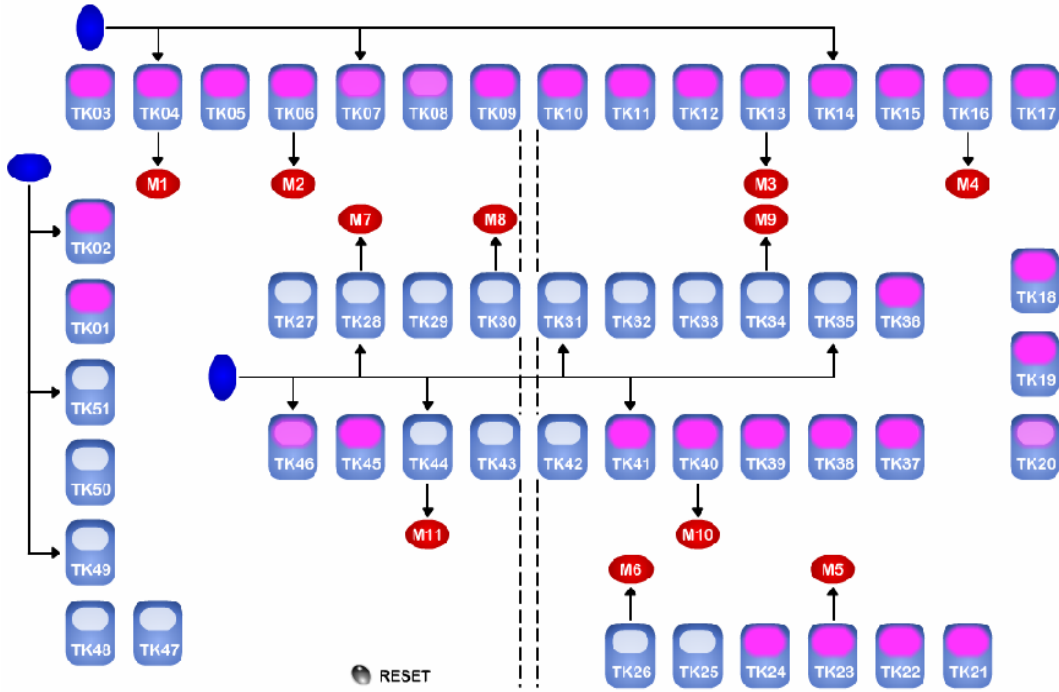 TK03 TK04 TK05 TK06 TK07 TK08 TK09 TK10 TK11 TK12 TK13 TK14 TK15 TK16 TK17
M1 M2 M3 M4
M7 M8 M9
TK02
TK27 TK28 TK29 TK30 TK31 TK32 TK33 TK34 TK35 TK36
TK18
TK01
TK19
TK51
TK46 TK45 TK44 TK43 TK42 TK41 TK40 TK39 TK38 TK37
TK20
TK50
M11 M10
TK49
M6 M5
TK48 TK47
TK26 TK25 TK24 TK23 TK22 TK21
RESET